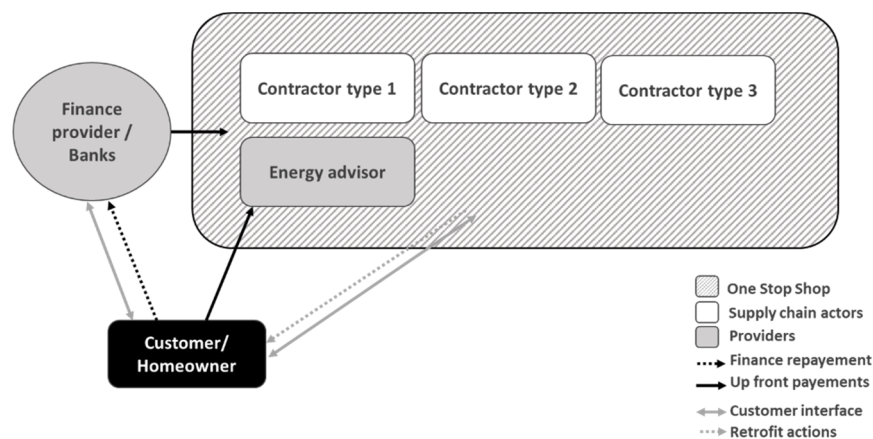 Contractor type 1
Contractor type 2
Contractor type 3
Finance
provider /
Banks
Energy advisor
Customer/
Homeowner
One Stop Shop
Supply chain actors
Providers
Finance repayement
Up front payements
Customer interface
Retrofit actions